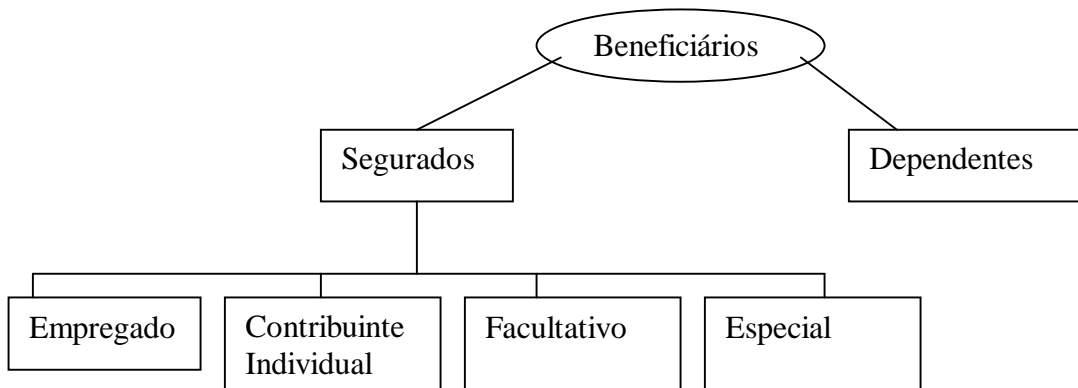 Beneficiários
Segurados
Dependentes
Empregado
Contribuinte
Individual
Facultativo
Especial